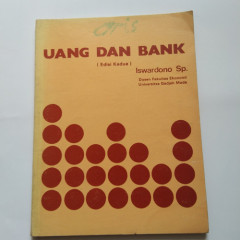 UANG DAN BANK
( Edisi Kedua )
Iswardono Sp.
Dosen Fakultas Ekonomi
Universitas Gadjah Mada